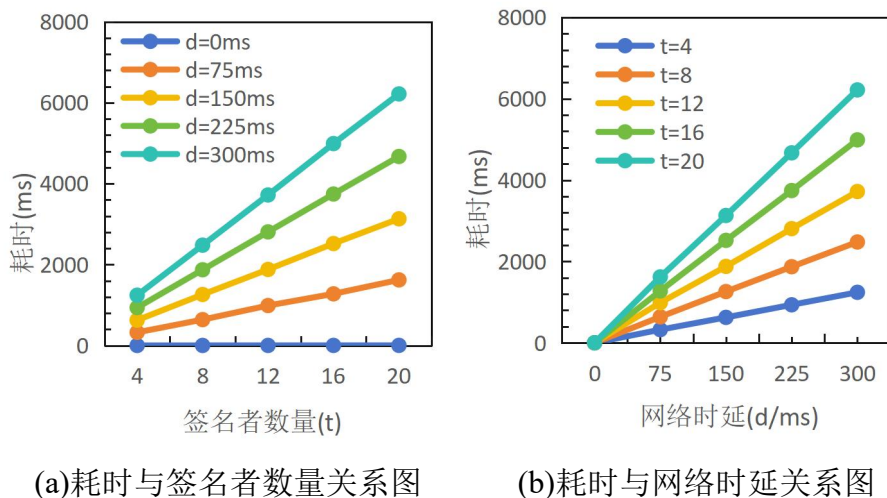 8000
6000
4000
2000
0
耗时(ms)
d=0ms
d=75ms
d=150ms
d=225ms
d=300ms
4 8 12 16 20
签名者数量(t)
(a)耗时与签名者数量关系图
8000
6000
4000
2000
0
耗时(ms)
t=4
t=8
t=12
t=16
t=20
0 75 150 225 300
网络时延(d/ms)
(b)耗时与网络时延关系图